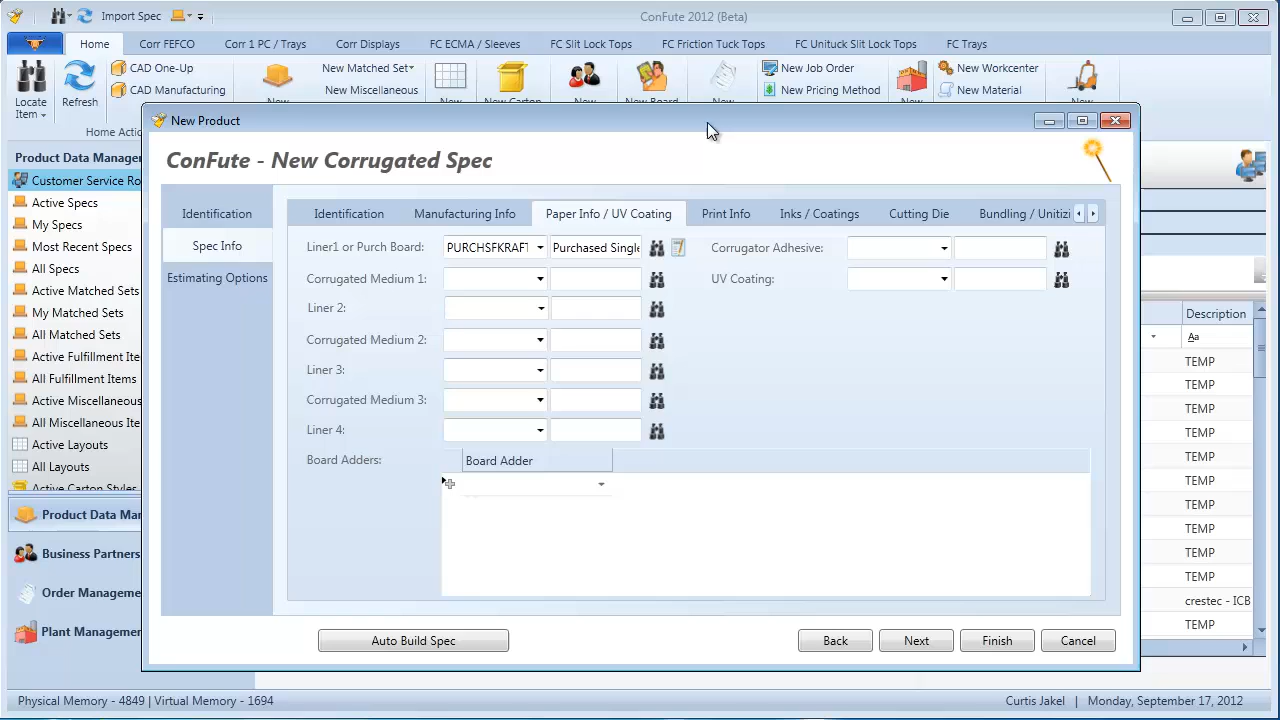 Import Spec
ConFute 2012 (Beta)
Home
Corr FEFCO
Corr 1 PC / Trays
Corr Displays
FC ECMA / Sleeves
FC Slit Lock Tops
FC Friction Tuck Tops
FC Unituck Slit Lock Tops
FC Trays
Locate
Item
Refresh
CAD One-Up
CAD Manufacturing
New
New Matched Set
New Miscellaneous
New
New Carton
New
New Board
New
New Job Order
New Pricing Method
New
New Workcenter
New Material
New
Home Actio
New Product
ConFute - New Corrugated Spec
Product Data Manager
Customer Service Ro
Active Specs
My Specs
Most Recent Specs
All Specs
Active Matched Sets
My Matched Sets
All Matched Sets
Active Fulfillment Ite
All Fulfillment Items
Active Miscellaneous
All Miscellaneous Ite
Active Layouts
All Layouts
Active Carton Styles
Product Data Man
Business Partners
Order Manageme
Plant Managemer
Identification
Spec Info
Estimating Options
Identification
Manufacturing Info
Paper Info / UV Coating
Print Info
Inks / Coatings
Cutting Die
Bundling / Unitizi
Liner1 or Purch Board:
PURCHSFKRAFT
Purchased Single
Corrugated Medium 1:
Liner 2:
Corrugated Medium 2:
Liner 3:
Corrugated Medium 3:
Liner 4:
Board Adders:
Board Adder
Corrugator Adhesive:
UV Coating:
Description
Aa
TEMP
TEMP
TEMP
TEMP
TEMP
TEMP
TEMP
TEMP
TEMP
TEMP
crestec - ICB
TEMP
Auto Build Spec
Back
Next
Finish
Cancel
Physical Memory - 4849 | Virtual Memory - 1694
Curtis Jakel | Monday, September 17, 2012